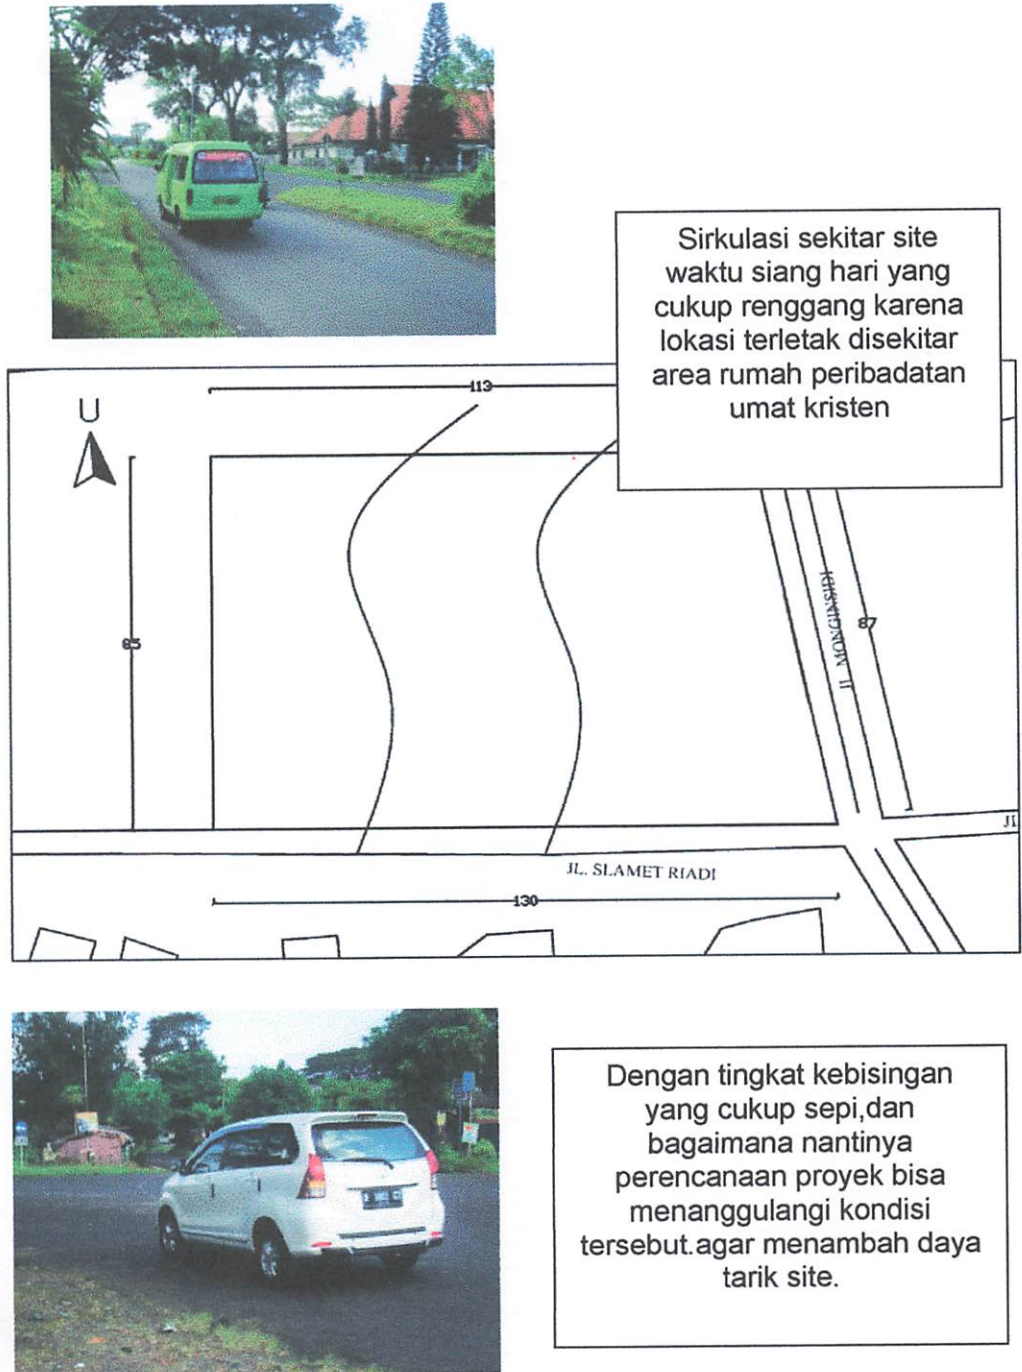 Sirkulasi sekitar site
waktu siang hari yang
cukup renggang karena
lokasi terletak disekitar
area rumah peribadatan
umat kristen
113
U
85
JL. MONGINSIDI
87
JL
JL. SLAMET RIADI
130
Dengan tingkat kebisingan
yang cukup sepi,dan
bagaimana nantinya
perencanaan proyek bisa
menanggulangi kondisi
tersebut.agar menambah daya
tarik site.